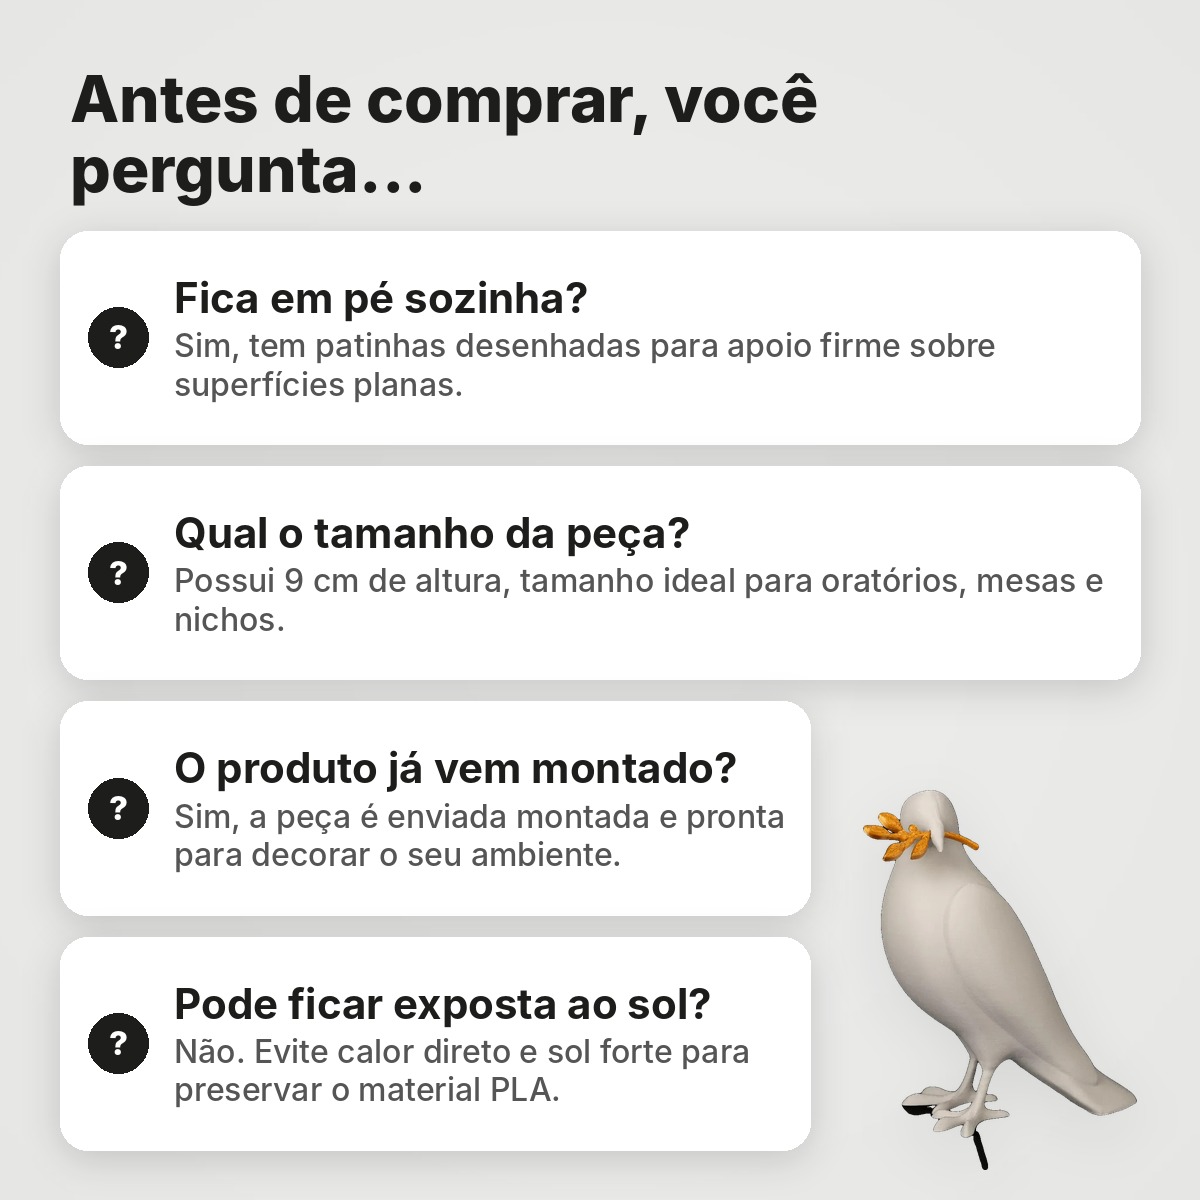 Antes de comprar, você
pergunta...
?
Fica em pé sozinha?
Sim, tem patinhas desenhadas para apoio firme sobre
superfícies planas.
?
Qual o tamanho da peça?
Possui 9 cm de altura, tamanho ideal para oratórios, mesas e
nichos.
?
O produto já vem montado?
Sim, a peça é enviada montada e pronta
para decorar o seu ambiente.
?
Pode ficar exposta ao sol?
Não. Evite calor direto e sol forte para
preservar o material PLA.